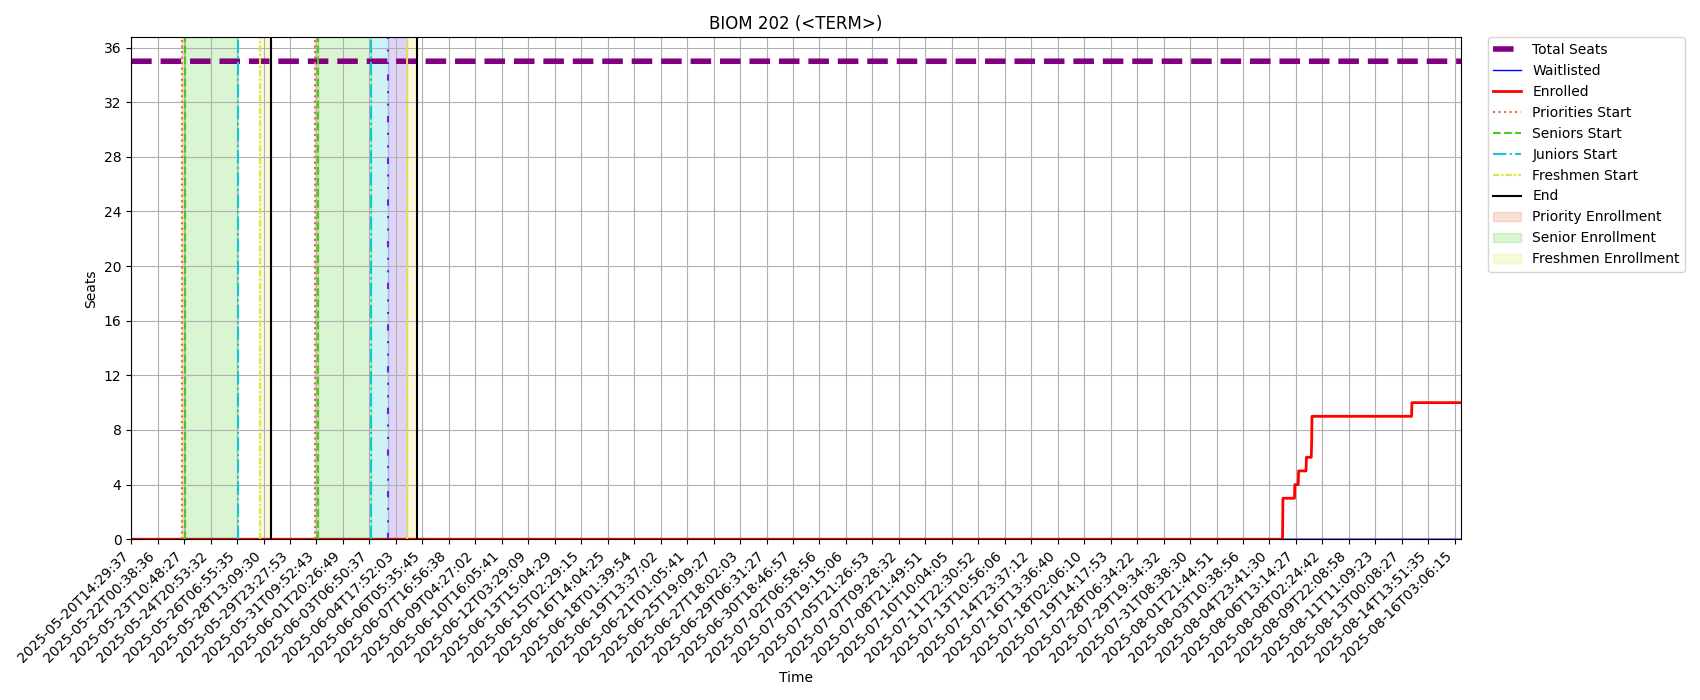 BIOM 202 (<TERM>)
36
32
28
24
20
16
12
8
4
0
Seats
2025-05-20T14:29:37
2025-05-22T00:38:36
2025-05-23T10:48:27
2025-05-24T20:53:32
2025-05-26T06:55:35
2025-05-28T13:09:30
2025-05-29T23:27:53
2025-05-31T09:52:43
2025-06-01T20:26:49
2025-06-03T06:50:37
2025-06-04T17:52:03
2025-06-06T05:35:45
2025-06-07T16:56:38
2025-06-09T04:27:02
2025-06-10T16:05:41
2025-06-12T03:29:09
2025-06-13T15:04:29
2025-06-15T02:29:15
2025-06-16T14:04:25
2025-06-18T01:39:54
2025-06-19T13:37:02
2025-06-21T01:05:41
2025-06-25T19:09:27
2025-06-27T18:02:03
2025-06-29T06:31:27
2025-06-30T18:46:57
2025-07-02T06:58:56
2025-07-03T19:15:06
2025-07-05T21:26:53
2025-07-07T09:28:32
2025-07-08T21:49:51
2025-07-10T10:04:05
2025-07-11T22:30:52
2025-07-13T10:56:06
2025-07-14T23:37:12
2025-07-16T13:36:40
2025-07-18T02:06:10
2025-07-19T14:17:53
2025-07-28T06:34:22
2025-07-29T19:34:32
2025-07-31T08:38:30
2025-08-01T21:44:51
2025-08-03T10:38:56
2025-08-04T23:41:30
2025-08-06T13:14:27
2025-08-08T02:24:42
2025-08-09T22:08:58
2025-08-11T11:09:23
2025-08-13T00:08:27
2025-08-14T13:51:35
2025-08-16T03:06:15
Time
Total Seats
Waitlisted
Enrolled
Priorities Start
Seniors Start
Juniors Start
Freshmen Start
End
Priority Enrollment
Senior Enrollment
Freshmen Enrollment